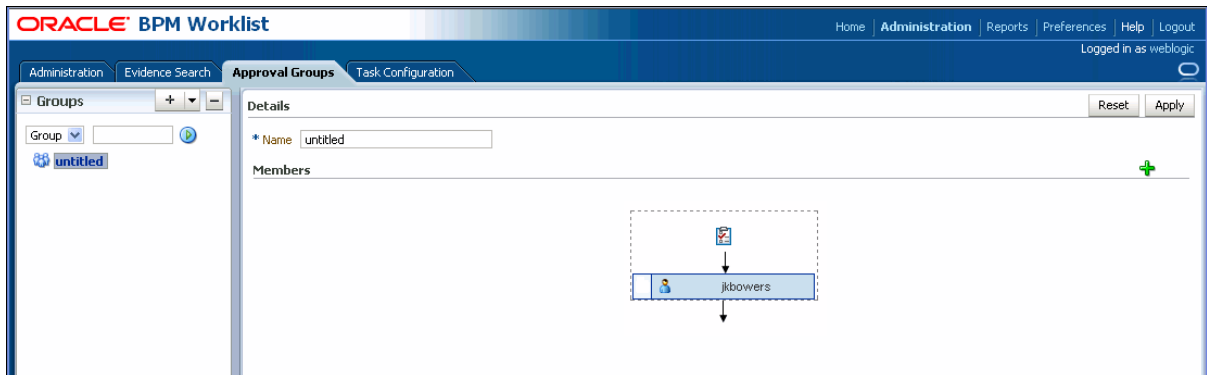 ORACLE BPM Worklist
Home Administration Reports Preferences Help Logout
Logged in as weblogic
Administration Evidence Search Approval Groups Task Configuration
Groups
Details Reset Apply
Group
* Name untitled
untitled
Members
jkbowers